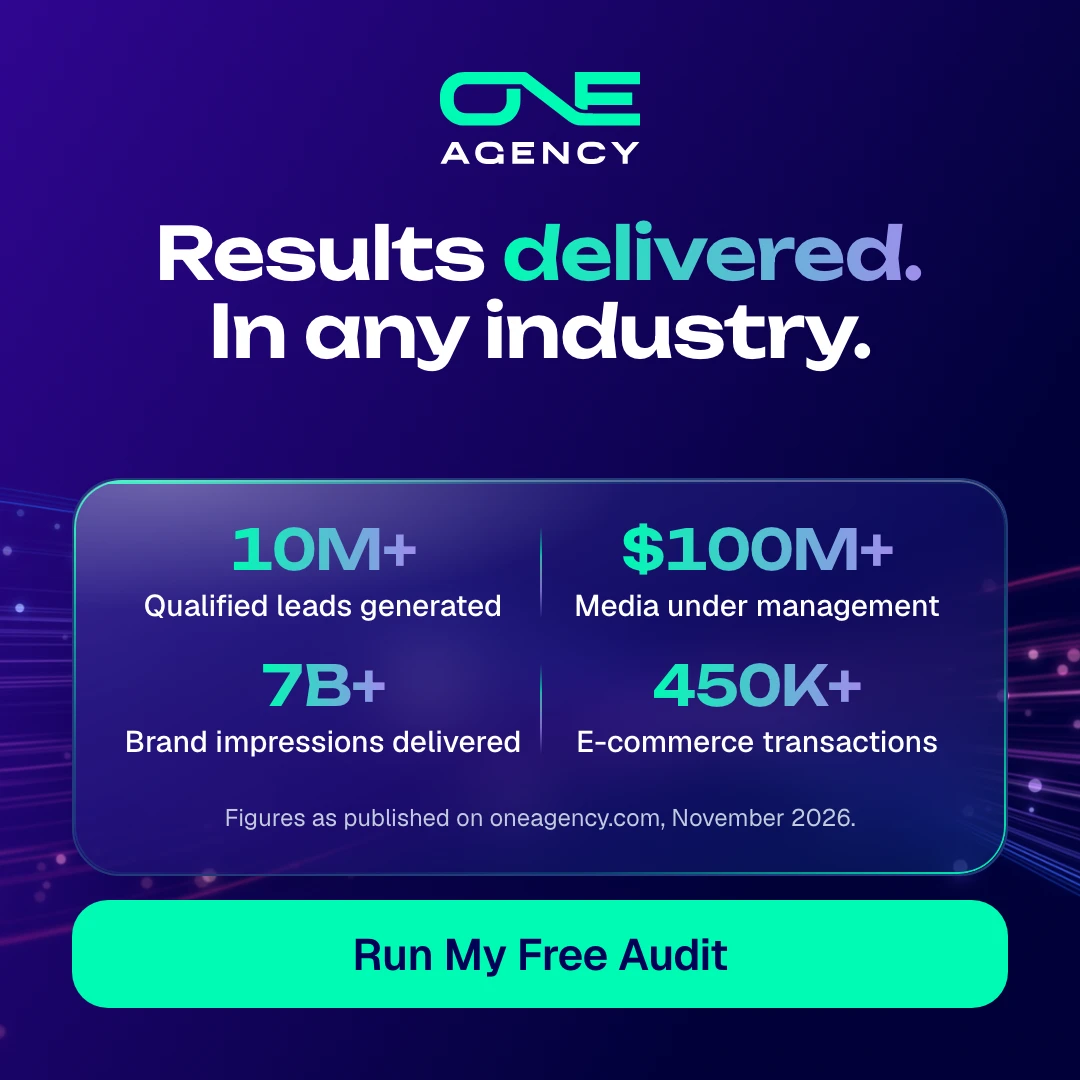 ONE
AGENCY
Results delivered.
In any industry.
10M+
Qualified leads generated
$100M+
Media under management
7B+
Brand impressions delivered
450K+
E-commerce transactions
Figures as published on oneagency.com, November 2026.
Run My Free Audit